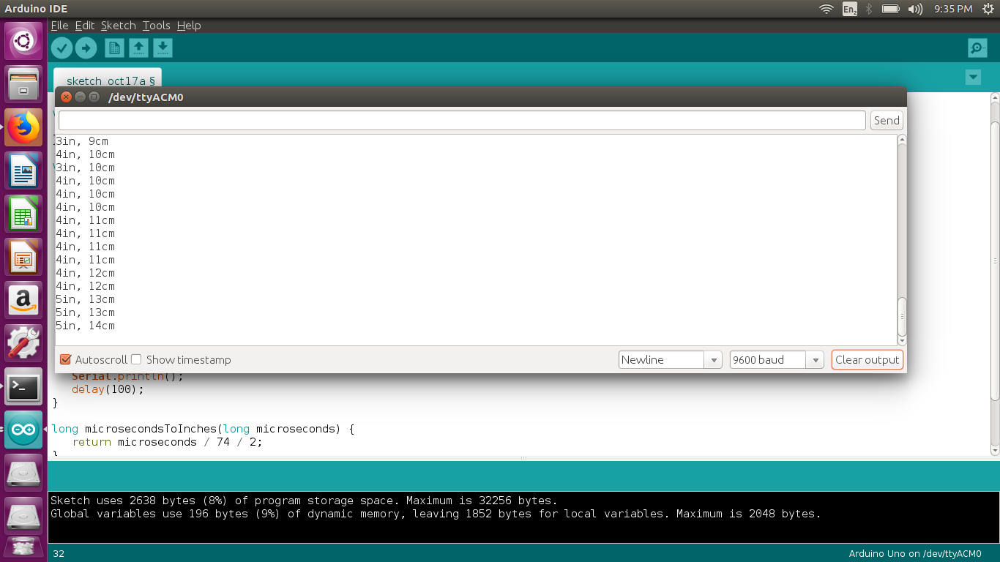 Arduino IDE
En2
9:35 PM
File Edit Sketch Tools Help
sketch_oct17a §
/dev/ttyACM0
Send
3in, 9cm
4in, 10cm
3in, 10cm
4in, 10cm
4in, 10cm
4in, 10cm
4in, 11cm
4in, 11cm
4in, 11cm
4in, 11cm
4in, 12cm
4in, 12cm
5in, 13cm
5in, 13cm
5in, 14cm
Autoscroll Show timestamp Newline 9600 baud Clear output
Serial.println();
delay(100);
}
long microsecondsToInches(long microseconds) {
return microseconds / 74 / 2;
}
Sketch uses 2638 bytes (8%) of program storage space. Maximum is 32256 bytes.
Global variables use 196 bytes (9%) of dynamic memory, leaving 1852 bytes for local variables. Maximum is 2048 bytes.
32
Arduino Uno on /dev/ttyACM0